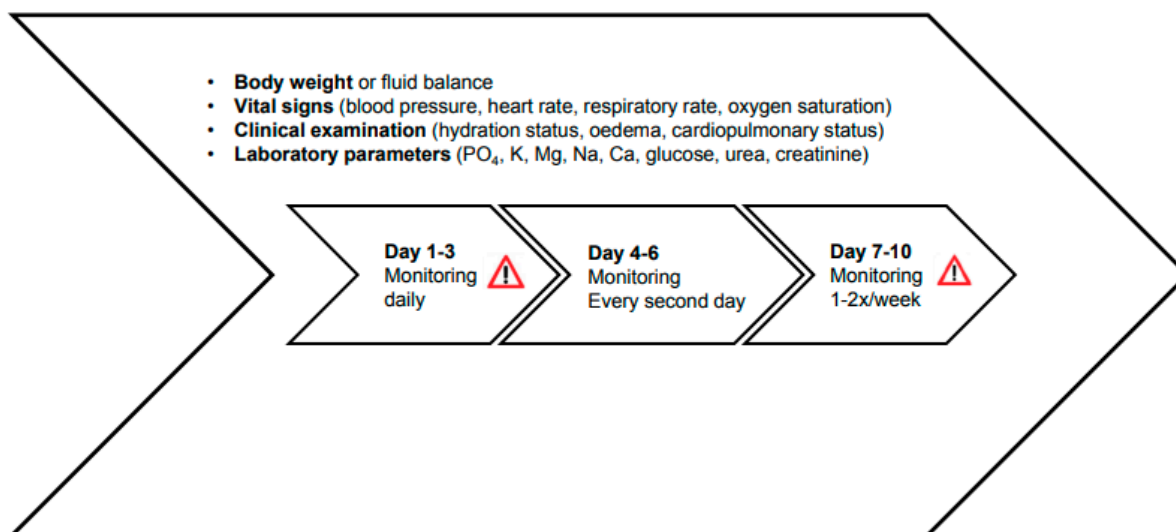 • Body weight or fluid balance
• Vital signs (blood pressure, heart rate, respiratory rate, oxygen saturation)
• Clinical examination (hydration status, oedema, cardiopulmonary status)
• Laboratory parameters (PO₄, K, Mg, Na, Ca, glucose, urea, creatinine)
Day 1-3
Monitoring
daily
!
Day 4-6
Monitoring
Every second day
Day 7-10
Monitoring
1-2x/week
!